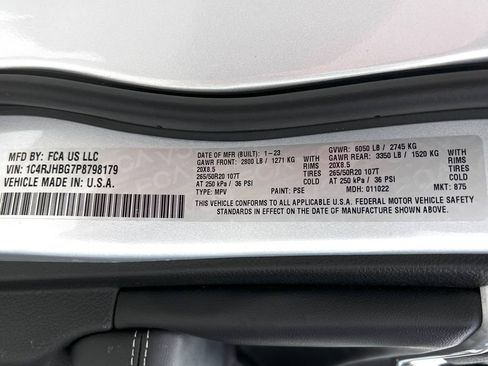 MFD BY: FCA US LLC
VIN: 1C4RJHBG7P8798179
VEHICLE MADE IN U.S.A.
DATE OF MFR (BUILT): 1-23 GVWR: 6050 LB / 2745 KG
GAWR FRONT: 2800 LB / 1271 KG GAWR REAR: 3350 LB / 1520 KG
20X8.5 RIMS 20X8.5 RIMS
265/50R20 107T TIRES 265/50R20 107T TIRES
AT 250 kPa / 36 PSI COLD AT 250 kPa / 36 PSI COLD
TYPE: MPV PAINT: PSE MDH: 011022 MKT: 875
THIS VEHICLE CONFORMS TO ALL APPLICABLE U.S.A. FEDERAL MOTOR VEHICLE SAFETY
STANDARDS IN EFFECT ON THE DATE OF MANUFACTURE SHOWN ABOVE.